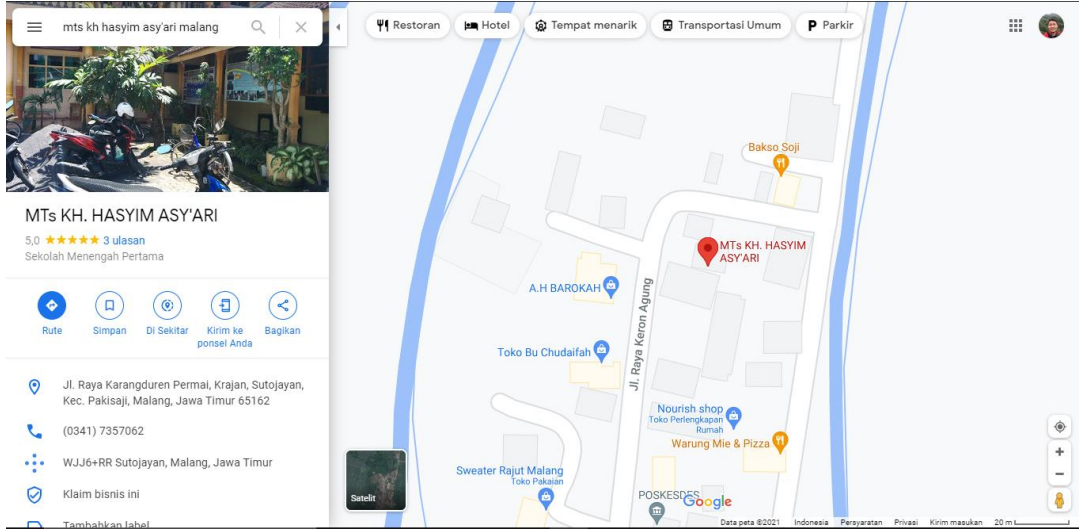 mts kh hasyim asy'ari malang
Restoran
Hotel
Tempat menarik
Transportasi Umum
P Parkir
MTs KH. HASYIM ASY'ARI
5,0
3 ulasan
Sekolah Menengah Pertama
Rute
Simpan
Di Sekitar
Kirim ke
ponsel Anda
Bagikan
Jl. Raya Karangduren Permai, Krajan, Sutojayan,
Kec. Pakisaji, Malang, Jawa Timur 65162
(0341) 7357062
WJJ6+RR Sutojayan, Malang, Jawa Timur
Klaim bisnis ini
Tambahkan label
Bakso Soji
MTs KH. HASYIM
ASY'ARI
A.H BAROKAH
Jl. Raya Keron Agung
Toko Bu Chudaifah
Nourish shop
Toko Perlengkapan
Rumah
Warung Mie & Pizza
Sweater Rajut Malang
Toko Pakaian
POSKESDES
Google
Satelit
Data peta ©2021
Indonesia
Persyaratan
Privasi
Kirim masukan
20 m